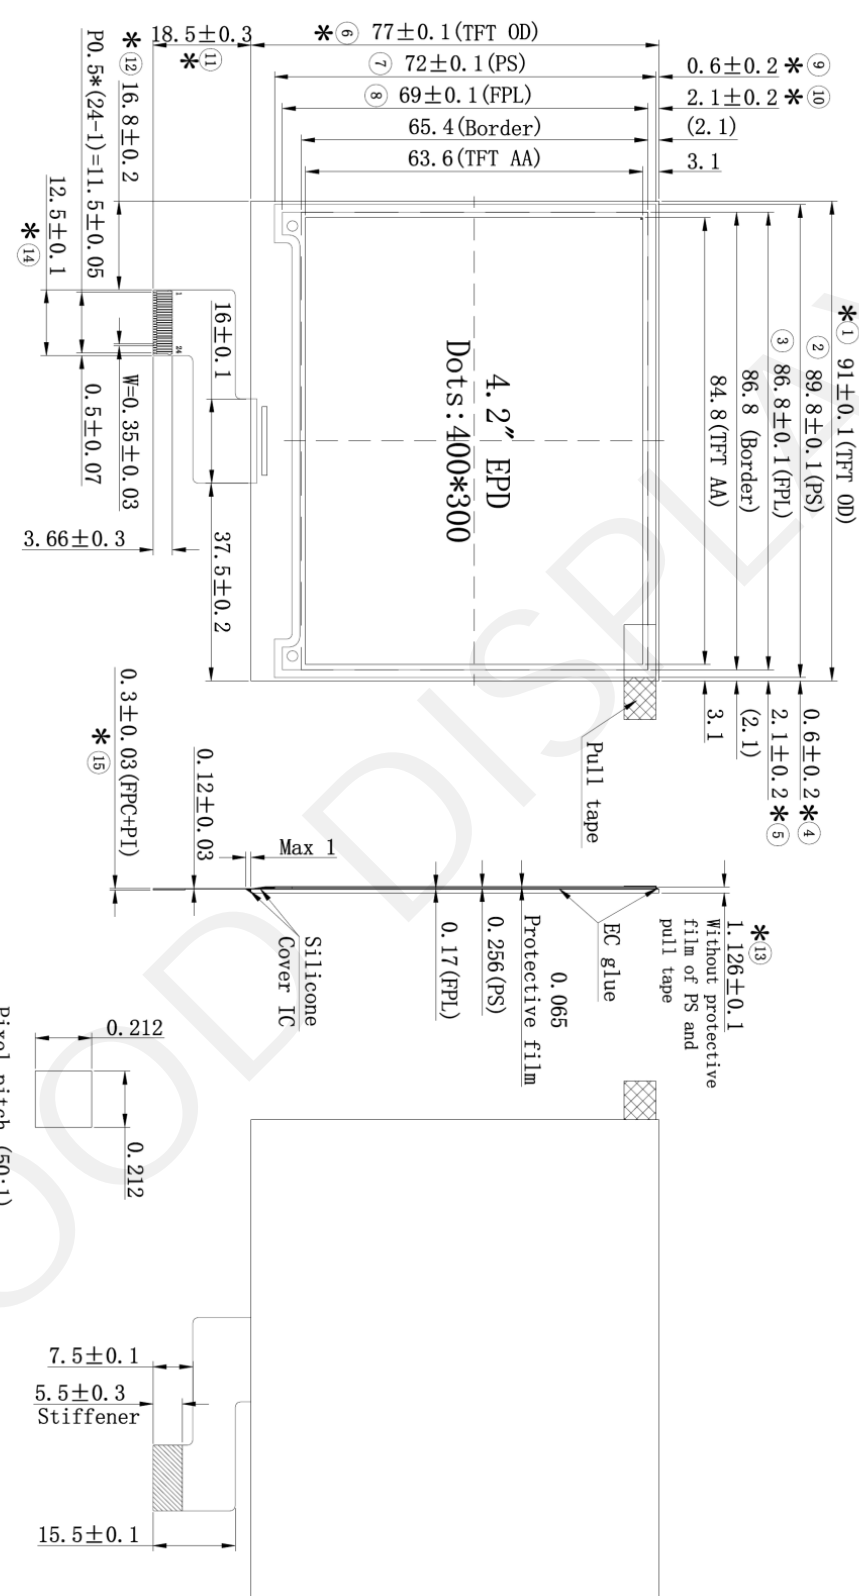 18.5±0.3
*⑪
*⑥ 77±0.1(TFT OD)
⑦ 72±0.1(PS)
⑧ 69±0.1(FPL)
65.4(Border)
63.6(TFT AA)
0.6±0.2*⑨
2.1±0.2*⑩
(2.1)
3.1
*⑫ 16.8±0.2
P0.5*(24-1)=11.5±0.05
12.5±0.1
*⑭
1
24
16±0.1
W=0.35±0.03
0.5±0.07
3.66±0.3
37.5±0.2
4.2″ EPD
Dots:400*300
*① 91±0.1(TFT OD)
② 89.8±0.1(PS)
③ 86.8±0.1(FPL)
86.8 (Border)
84.8(TFT AA)
0.6±0.2*④
2.1±0.2*⑤
(2.1)
3.1
Pull tape
0.3±0.03(FPC+PI)
*⑮
0.12±0.03
Max 1
Silicone
Cover IC
0.17(FPL)
0.256(PS)
0.065
Protective film
EC glue
*⑬
1.126±0.1
Without protective
film of PS and
pull tape
0.212
0.212
Pixel pitch (50:1)
7.5±0.1
5.5±0.3
Stiffener
15.5±0.1
OOD DISPLAY